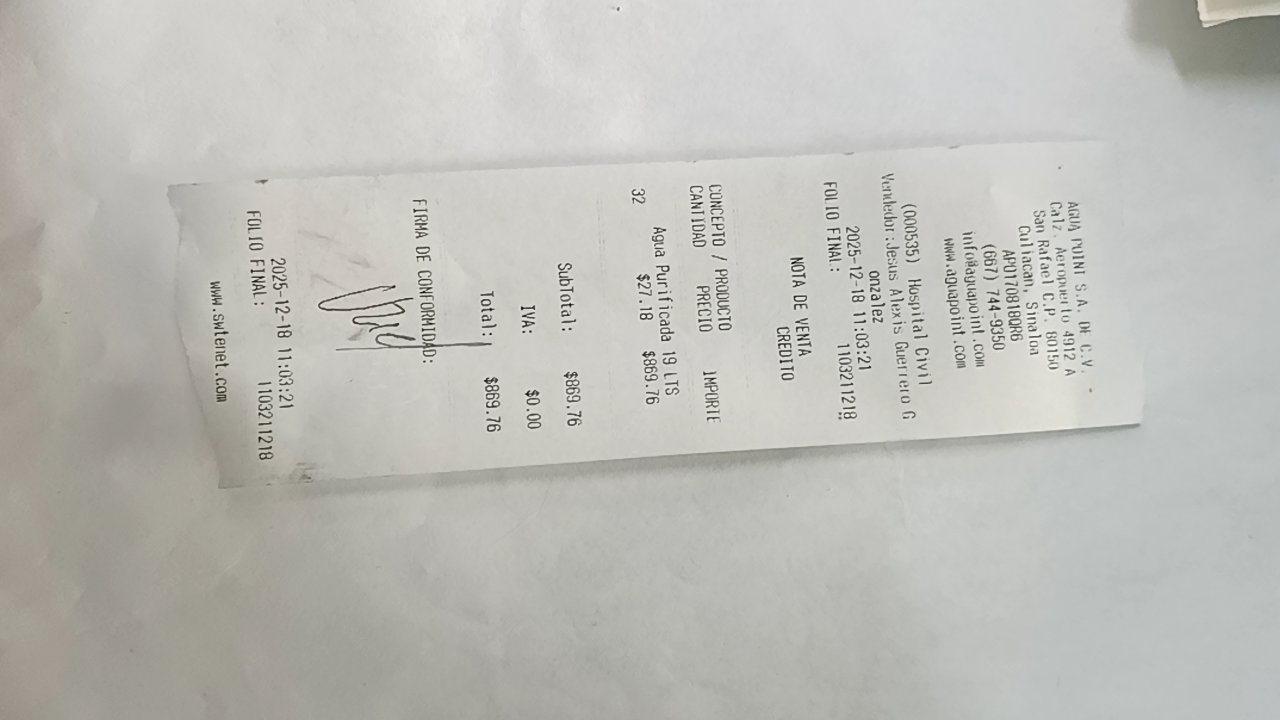 AGUA POINT S.A. DE C.V.
Calz. Aeropuerto 4912 A
San Rafael C.P. 80150
Culiacan, Sinaloa
APO170818QR6
(667) 744-9350
info@aguapoint.com
www.aguapoint.com
(000535) Hospital Civil
Vendedor:Jesus Alexis Guerrero G
onzalez
2025-12-18 11:03:21
FOLIO FINAL: 1103211218
NOTA DE VENTA
CREDITO
CONCEPTO / PRODUCTO
CANTIDAD PRECIO IMPORTE
Agua Purificada 19 LTS
32 $27.18 $869.76
SubTotal: $869.76
IVA: $0.00
Total: $869.76
FIRMA DE CONFORMIDAD:
2025-12-18 11:03:21
FOLIO FINAL: 1103211218
www.swtenet.com